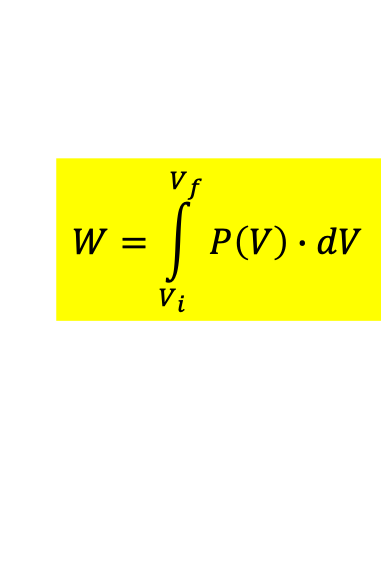 W = ∫_{V_i}^{V_f} P(V) · dV